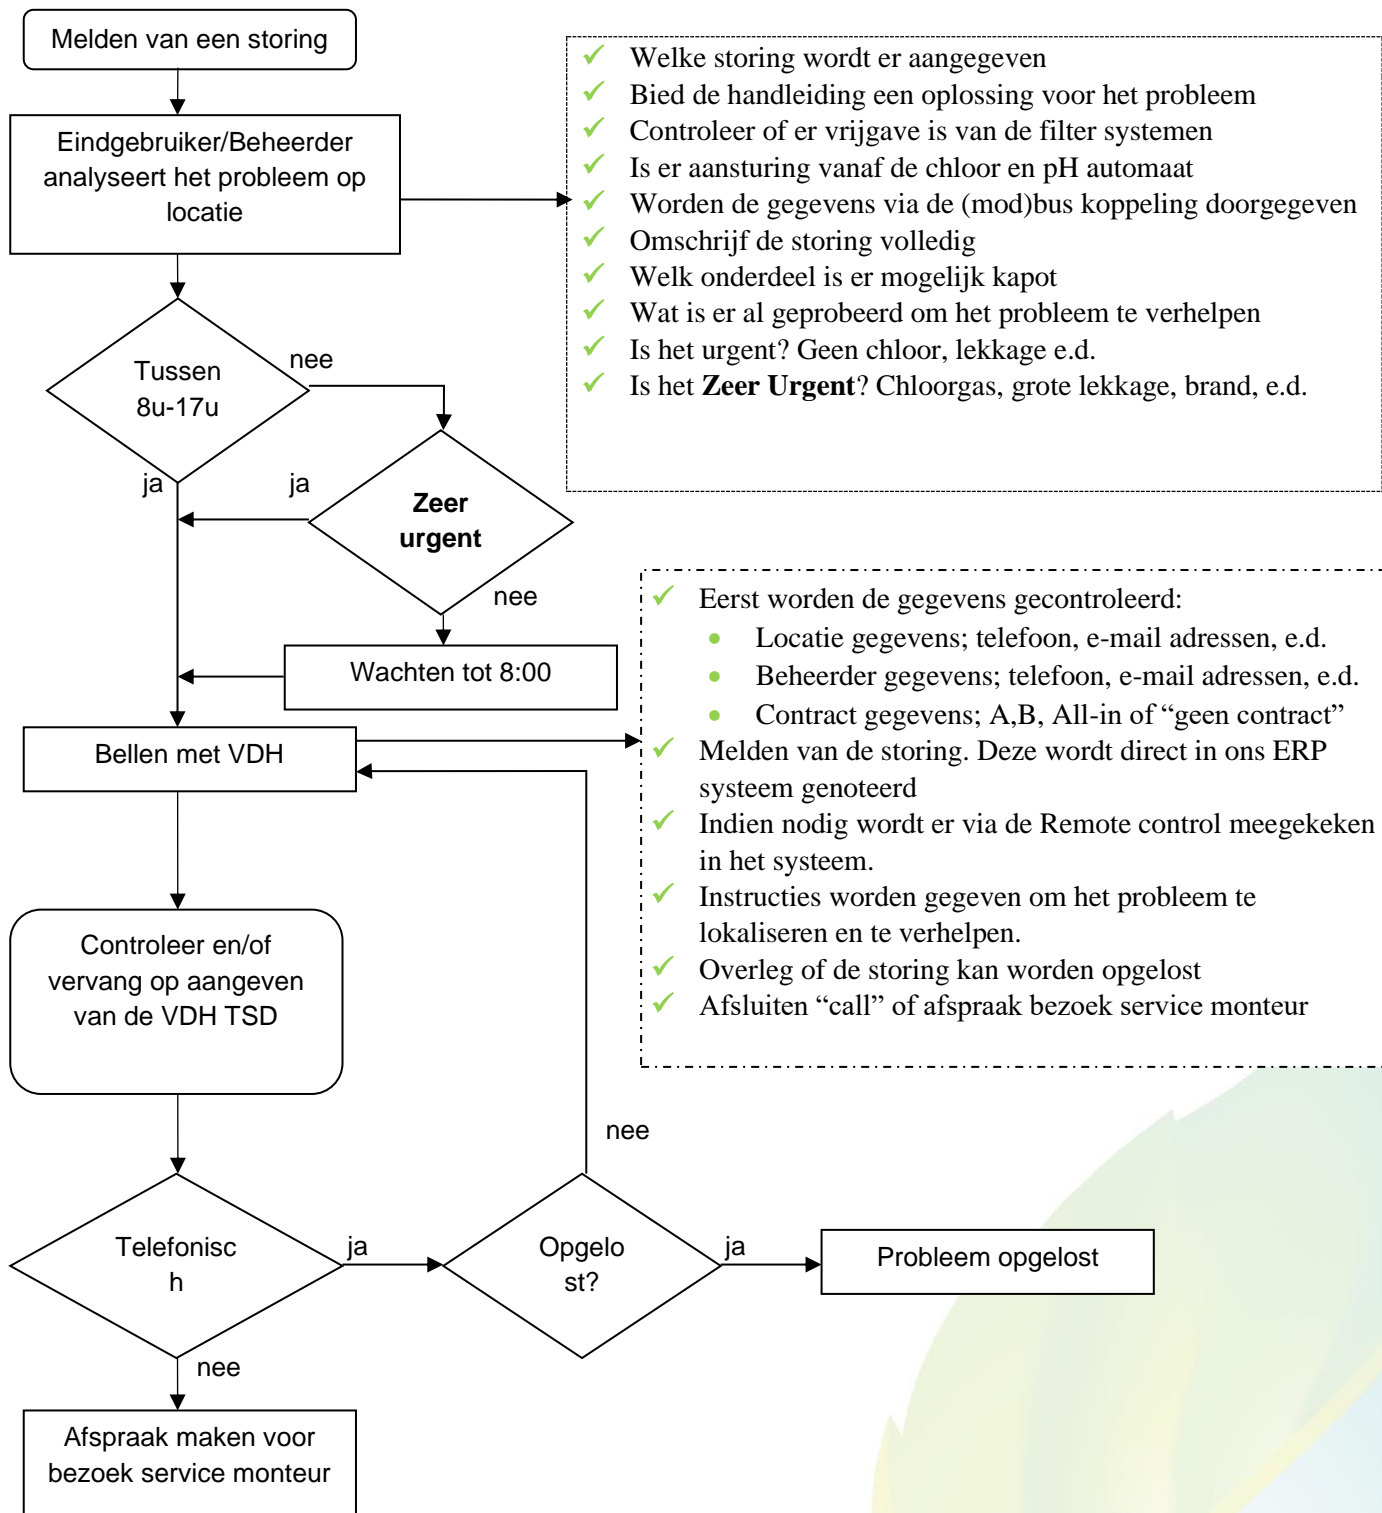 Melden van een storing
Eindgebruiker/Beheerder
analyseert het probleem op
locatie
Welke storing wordt er aangegeven
Bied de handleiding een oplossing voor het probleem
Controleer of er vrijgave is van de filter systemen
Is er aansturing vanaf de chloor en pH automaat
Worden de gegevens via de (mod)bus koppeling doorgegeven
Omschrijf de storing volledig
Welk onderdeel is er mogelijk kapot
Wat is er al geprobeerd om het probleem te verhelpen
Is het urgent? Geen chloor, lekkage e.d.
Is het Zeer Urgent? Chloorgas, grote lekkage, brand, e.d.
Tussen
8u-17u
nee
ja
ja
Zeer
urgent
nee
Wachten tot 8:00
Bellen met VDH
Eerst worden de gegevens gecontroleerd:
Locatie gegevens; telefoon, e-mail adressen, e.d.
Beheerder gegevens; telefoon, e-mail adressen, e.d.
Contract gegevens; A,B, All-in of “geen contract”
Melden van de storing. Deze wordt direct in ons ERP
systeem genoteerd
Indien nodig wordt er via de Remote control meegekeken
in het systeem.
Instructies worden gegeven om het probleem te
lokaliseren en te verhelpen.
Overleg of de storing kan worden opgelost
Afsluiten “call” of afspraak bezoek service monteur
Controleer en/of
vervang op aangeven
van de VDH TSD
nee
Telefonisc
h
ja
Opgelo
st?
ja
Probleem opgelost
nee
Afspraak maken voor
bezoek service monteur